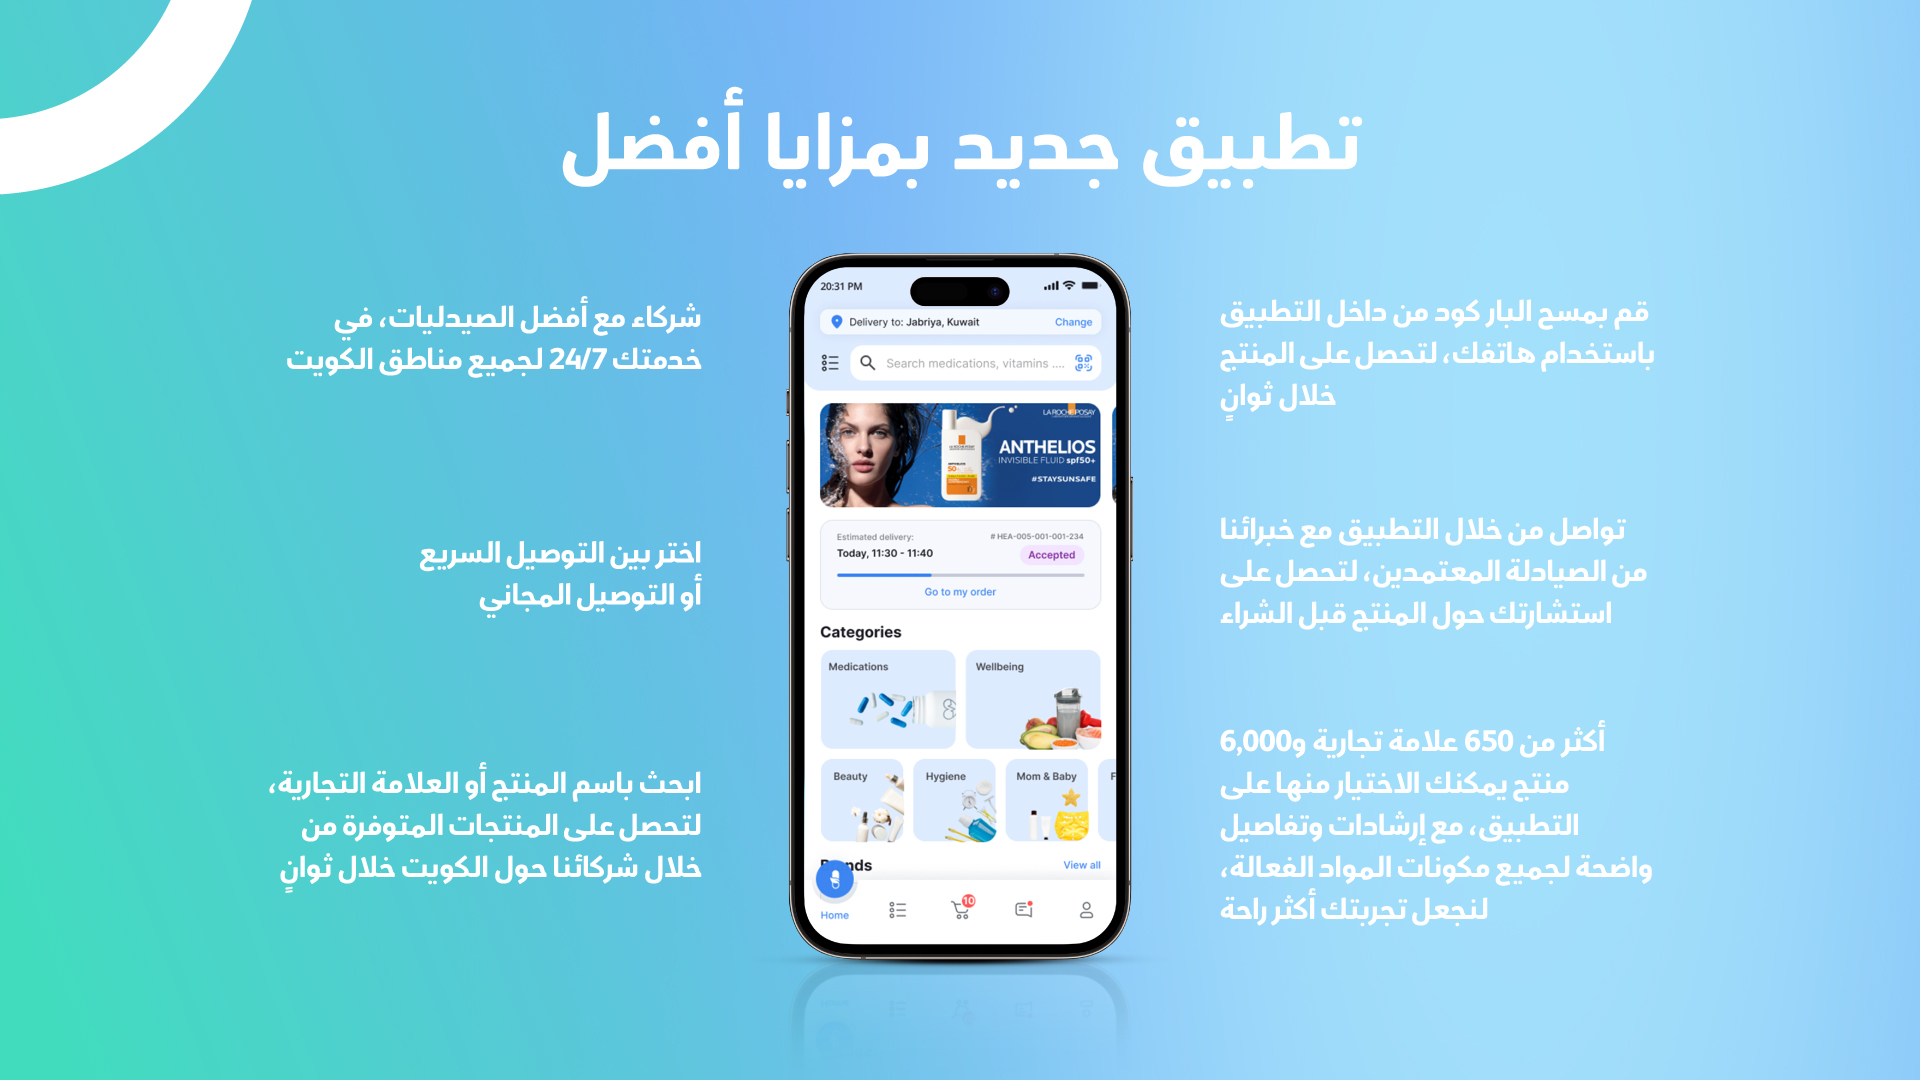 تطبيق جديد بمزايا أفضل
قم بمسح البار كود من داخل التطبيق
باستخدام هاتفك، لتحصل على المنتج
خلال ثوانٍ
تواصل من خلال التطبيق مع خبرائنا
من الصيادلة المعتمدين، لتحصل على
استشارتك حول المنتج قبل الشراء
أكثر من 650 علامة تجارية و6,000
منتج يمكنك الاختيار منها على
التطبيق، مع إرشادات وتفاصيل
واضحة لجميع مكونات المواد الفعالة،
لنجعل تجربتك أكثر راحة
شركاء مع أفضل الصيدليات، في
خدمتك 24/7 لجميع مناطق الكويت
اختر بين التوصيل السريع
أو التوصيل المجاني
ابحث باسم المنتج أو العلامة التجارية،
لتحصل على المنتجات المتوفرة من
خلال شركائنا حول الكويت خلال ثوانٍ
20:31 PM
Delivery to: Jabriya, Kuwait Change
Search medications, vitamins ....
LA ROCHE POSAY
ANTHELIOS
INVISIBLE FLUID spf50+
#STAYSUNSAFE
Estimated delivery: # HEA-005-001-001-234
Today, 11:30 - 11:40 Accepted
Go to my order
Categories
Medications Wellbeing
Beauty Hygiene Mom & Baby F
View all
10
Home